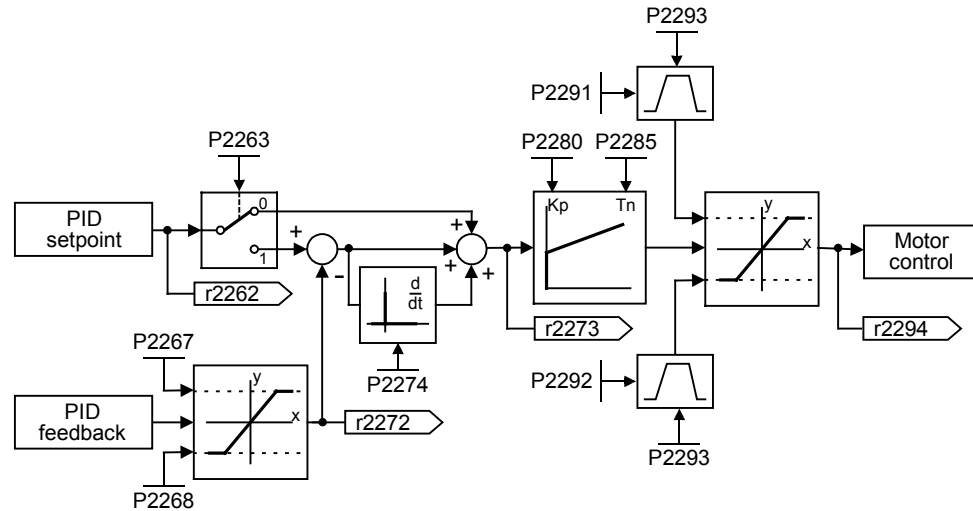 P2293
P2291
P2263
P2280
P2285
PID
setpoint
0
1
+
-
+
+
+
d
dt
Kp
Tn
y
x
Motor
control
r2262
r2273
r2294
P2267
P2274
P2292
PID
feedback
y
x
r2272
P2293
P2268